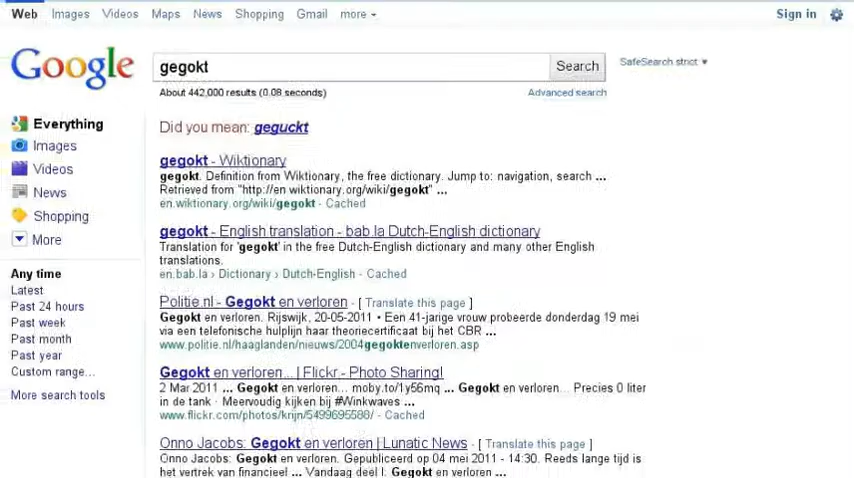 Web Images Videos Maps News Shopping Gmail more Sign in
Google
gegokt Search SafeSearch strict
About 442,000 results (0.08 seconds) Advanced search
Everything
Images
Videos
News
Shopping
More
Any time
Latest
Past 24 hours
Past week
Past month
Past year
Custom range...
More search tools
Did you mean: geguckt
gegokt - Wiktionary
gegokt. Definition from Wiktionary, the free dictionary. Jump to: navigation, search ...
Retrieved from "http://en.wiktionary.org/wiki/gegokt" ...
en.wiktionary.org/wiki/gegokt - Cached
gegokt - English translation - bab.la Dutch-English dictionary
Translation for 'gegokt' in the free Dutch-English dictionary and many other English
translations.
en.bab.la › Dictionary › Dutch-English - Cached
Politie.nl - Gegokt en verloren - [ Translate this page ]
Gegokt en verloren. Rijswijk, 20-05-2011 • Een 41-jarige vrouw probeerde donderdag 19 mei
via een telefonische hulplijn haar theoriecertificaat bij het CBR ...
www.politie.nl/haaglanden/nieuws/2004gegoktenverloren.asp
Gegokt en verloren... | Flickr - Photo Sharing!
2 Mar 2011 ... Gegokt en verloren... moby.to/1y56mq ... Gegokt en verloren... Precies 0 liter
in de tank · Meervoudig kijken bij #Winkwaves ...
www.flickr.com/photos/krijn/5499695588/ - Cached
Onno Jacobs: Gegokt en verloren | Lunatic News - [ Translate this page ]
Onno Jacobs: Gegokt en verloren. Gepubliceerd op 04 mei 2011 - 14:30. Reeds lange tijd is
het vertrek van financieel ... Vandaag deel I: Gegokt en verloren ...